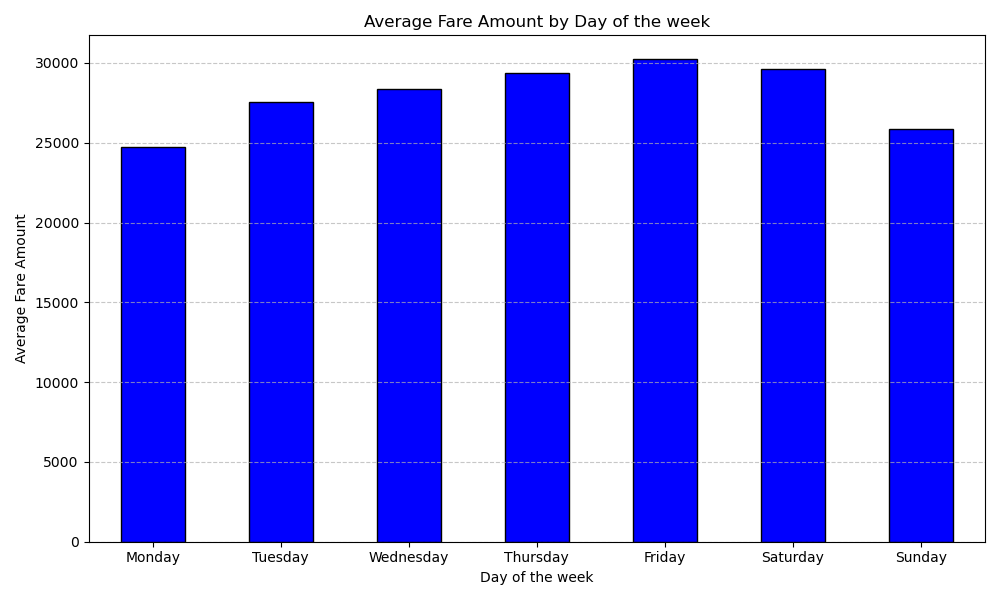 Average Fare Amount by Day of the week
30000
25000
20000
15000
10000
5000
0
Average Fare Amount
Monday Tuesday Wednesday Thursday Friday Saturday Sunday
Day of the week